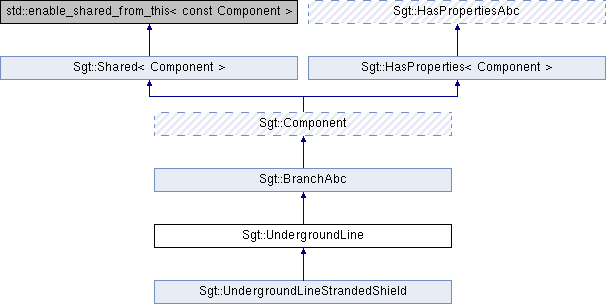 std::enable_shared_from_this< const Component >
Sgt::HasPropertiesAbc
Sgt::Shared< Component >
Sgt::HasProperties< Component >
Sgt::Component
Sgt::BranchAbc
Sgt::UndergroundLine
Sgt::UndergroundLineStrandedShield